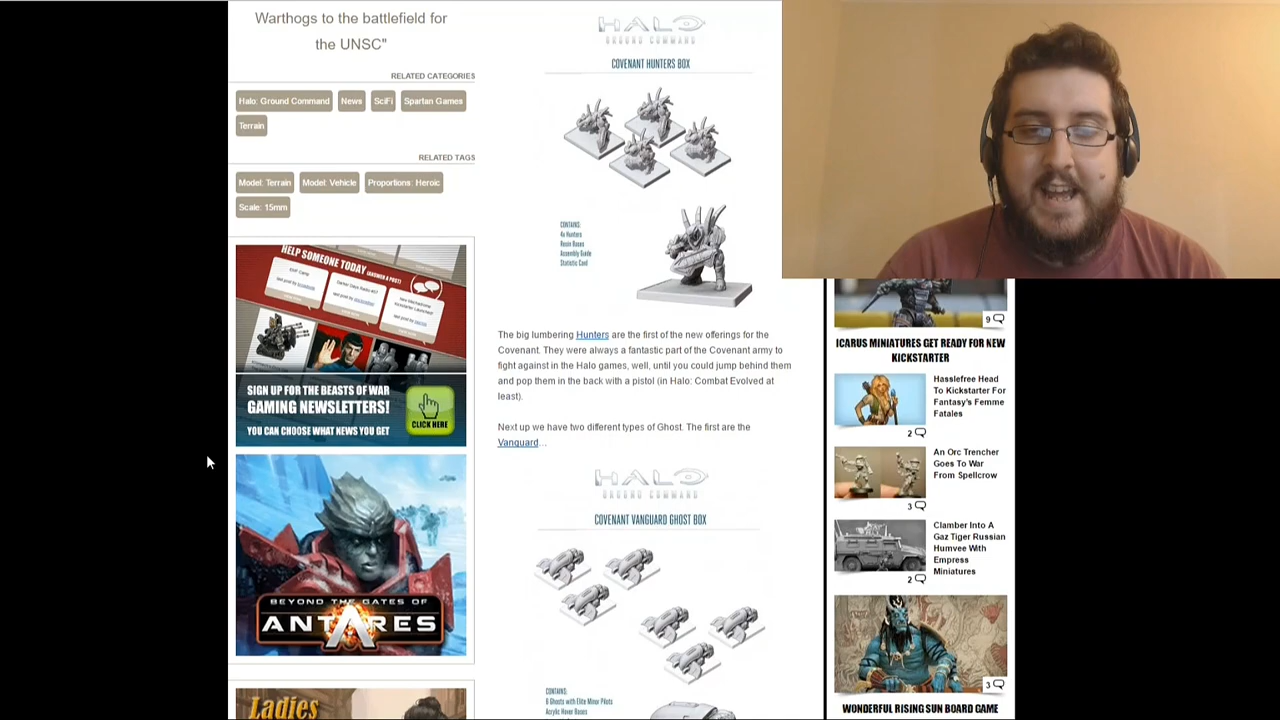 Warthogs to the battlefield for
the UNSC"
RELATED CATEGORIES
Halo: Ground Command
News
SciFi
Spartan Games
Terrain
RELATED TAGS
Model: Terrain
Model: Vehicle
Proportions: Heroic
Scale: 15mm
HELP SOMEONE TODAY (ANSWER A POST)
SIGN UP FOR THE BEASTS OF WAR
GAMING NEWSLETTERS!
YOU CAN CHOOSE WHAT NEWS YOU GET
CLICK HERE
BEYOND THE GATES OF
ANTARES
Ladies
HALO
GROUND COMMAND
COVENANT HUNTERS BOX
CONTAINS:
4x Hunters
Resin Bases
Assembly Guide
Statistic Card
The big lumbering Hunters are the first of the new offerings for the
Covenant. They were always a fantastic part of the Covenant army to
fight against in the Halo games, well, until you could jump behind them
and pop them in the back with a pistol (in Halo: Combat Evolved at
least).
Next up we have two different types of Ghost. The first are the
Vanguard...
HALO
GROUND COMMAND
COVENANT VANGUARD GHOST BOX
CONTAINS:
6 Ghosts with Elite Minor Pilots
Acrylic Hover Bases
9
ICARUS MINIATURES GET READY FOR NEW
KICKSTARTER
Hasslefree Head
To Kickstarter For
Fantasy's Femme
Fatales
2
An Orc Trencher
Goes To War
From Spellcrow
3
Clamber Into A
Gaz Tiger Russian
Humvee With
Empress
Miniatures
2
3
WONDERFUL RISING SUN BOARD GAME